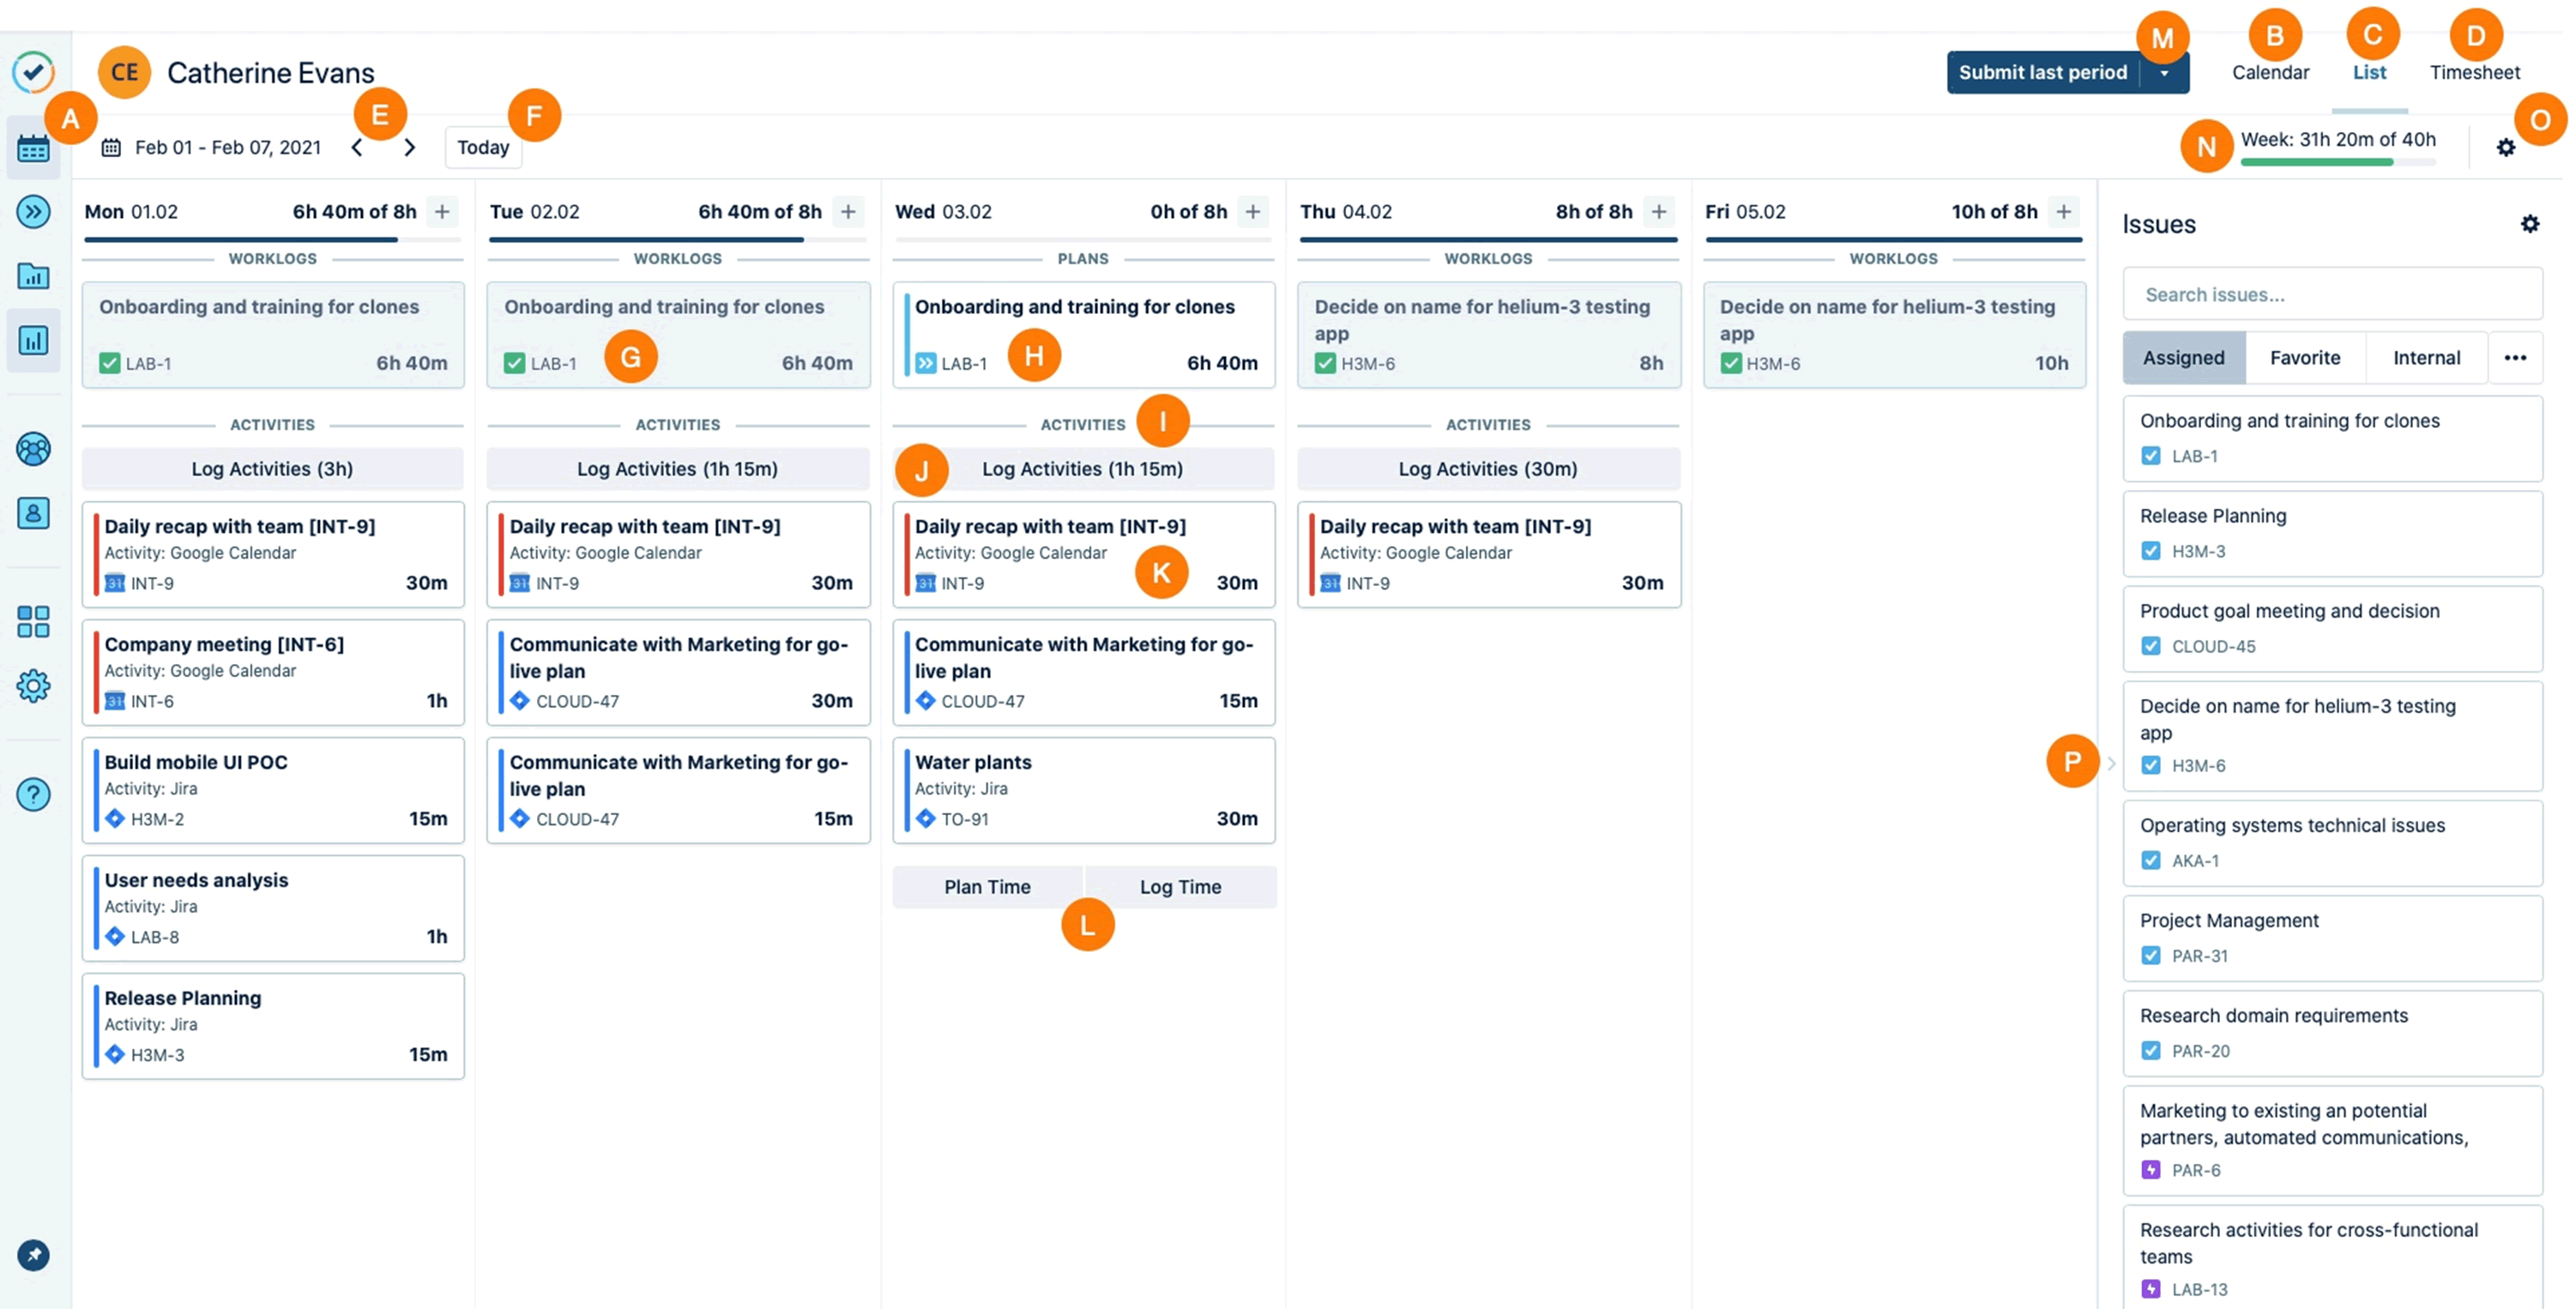 M
B
C
D
CE
Catherine Evans
Submit last period
Calendar
List
Timesheet
A
E
F
O
Feb 01 - Feb 07, 2021
Today
N
Week: 31h 20m of 40h
Mon 01.02
6h 40m of 8h
+
WORKLOGS
Onboarding and training for clones
LAB-1
6h 40m
ACTIVITIES
Log Activities (3h)
Daily recap with team [INT-9]
Activity: Google Calendar
31 INT-9
30m
Company meeting [INT-6]
Activity: Google Calendar
31 INT-6
1h
Build mobile UI POC
Activity: Jira
H3M-2
15m
User needs analysis
Activity: Jira
LAB-8
1h
Release Planning
Activity: Jira
H3M-3
15m
Tue 02.02
6h 40m of 8h
+
WORKLOGS
Onboarding and training for clones
LAB-1
G
6h 40m
ACTIVITIES
Log Activities (1h 15m)
Daily recap with team [INT-9]
Activity: Google Calendar
31 INT-9
30m
Communicate with Marketing for go-
live plan
CLOUD-47
30m
Communicate with Marketing for go-
live plan
CLOUD-47
15m
Wed 03.02
0h of 8h
+
PLANS
Onboarding and training for clones
LAB-1
H
6h 40m
ACTIVITIES
I
J
Log Activities (1h 15m)
Daily recap with team [INT-9]
Activity: Google Calendar
K
31 INT-9
30m
Communicate with Marketing for go-
live plan
CLOUD-47
15m
Water plants
Activity: Jira
TO-91
30m
Plan Time
Log Time
L
Thu 04.02
8h of 8h
+
WORKLOGS
Decide on name for helium-3 testing
app
H3M-6
8h
ACTIVITIES
Log Activities (30m)
Daily recap with team [INT-9]
Activity: Google Calendar
31 INT-9
30m
Fri 05.02
10h of 8h
+
WORKLOGS
Decide on name for helium-3 testing
app
H3M-6
10h
P
Issues
Search issues...
Assigned
Favorite
Internal
•••
Onboarding and training for clones
LAB-1
Release Planning
H3M-3
Product goal meeting and decision
CLOUD-45
Decide on name for helium-3 testing
app
H3M-6
Operating systems technical issues
AKA-1
Project Management
PAR-31
Research domain requirements
PAR-20
Marketing to existing an potential
partners, automated communications,
PAR-6
Research activities for cross-functional
teams
LAB-13
?